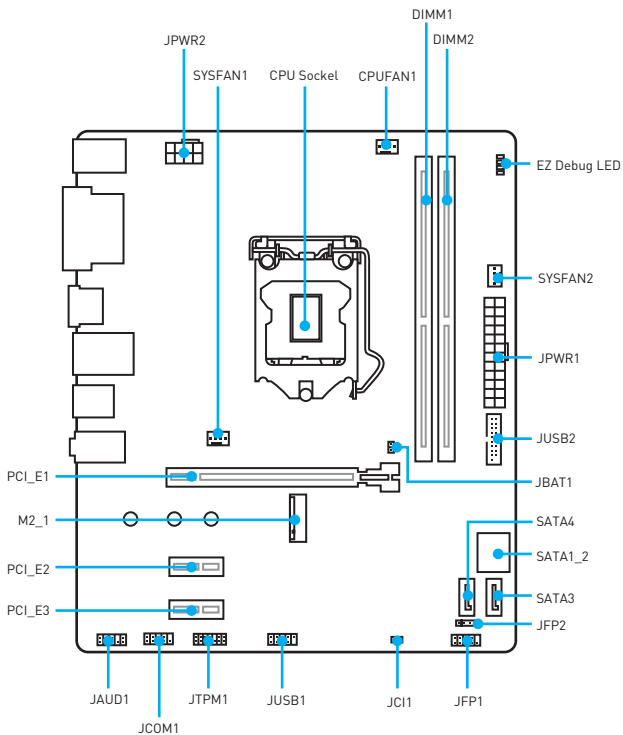 DIMM1
JPWR2
DIMM2
SYSFAN1
CPU Sockel
CPUFAN1
EZ Debug LED
SYSFAN2
JPWR1
JUSB2
PCI_E1
JBAT1
M2_1
SATA4
SATA1_2
PCI_E2
SATA3
PCI_E3
JFP2
JAUD1
JTPM1
JUSB1
JCI1
JFP1
JCOM1